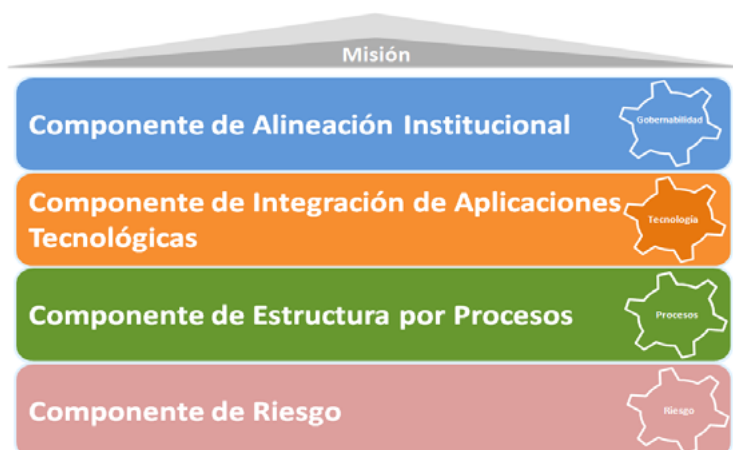 Misión
Componente de Alineación Institucional
Gobernabilidad
Componente de Integración de Aplicaciones
Tecnológicas
Tecnología
Componente de Estructura por Procesos
Procesos
Componente de Riesgo
Riesgo